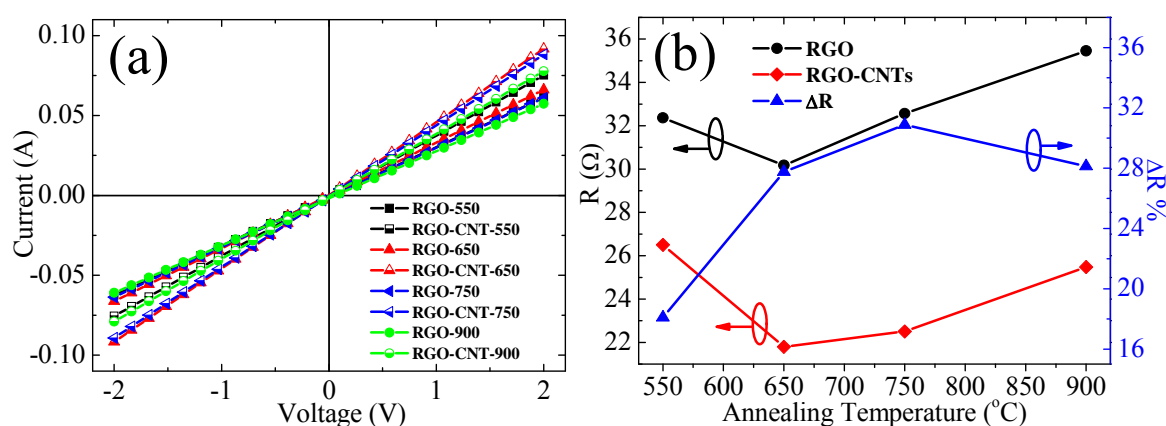 (a)
0.10
0.05
0.00
-0.05
-0.10
Current (A)
-2
-1
0
1
2
Voltage (V)
RGO-550
RGO-CNT-550
RGO-650
RGO-CNT-650
RGO-750
RGO-CNT-750
RGO-900
RGO-CNT-900
(b)
RGO
RGO-CNTs
ΔR
36
34
32
30
28
26
24
22
R (Ω)
550
600
650
700
750
800
850
900
Annealing Temperature (°C)
36
32
28
22
18
16
ΔR %